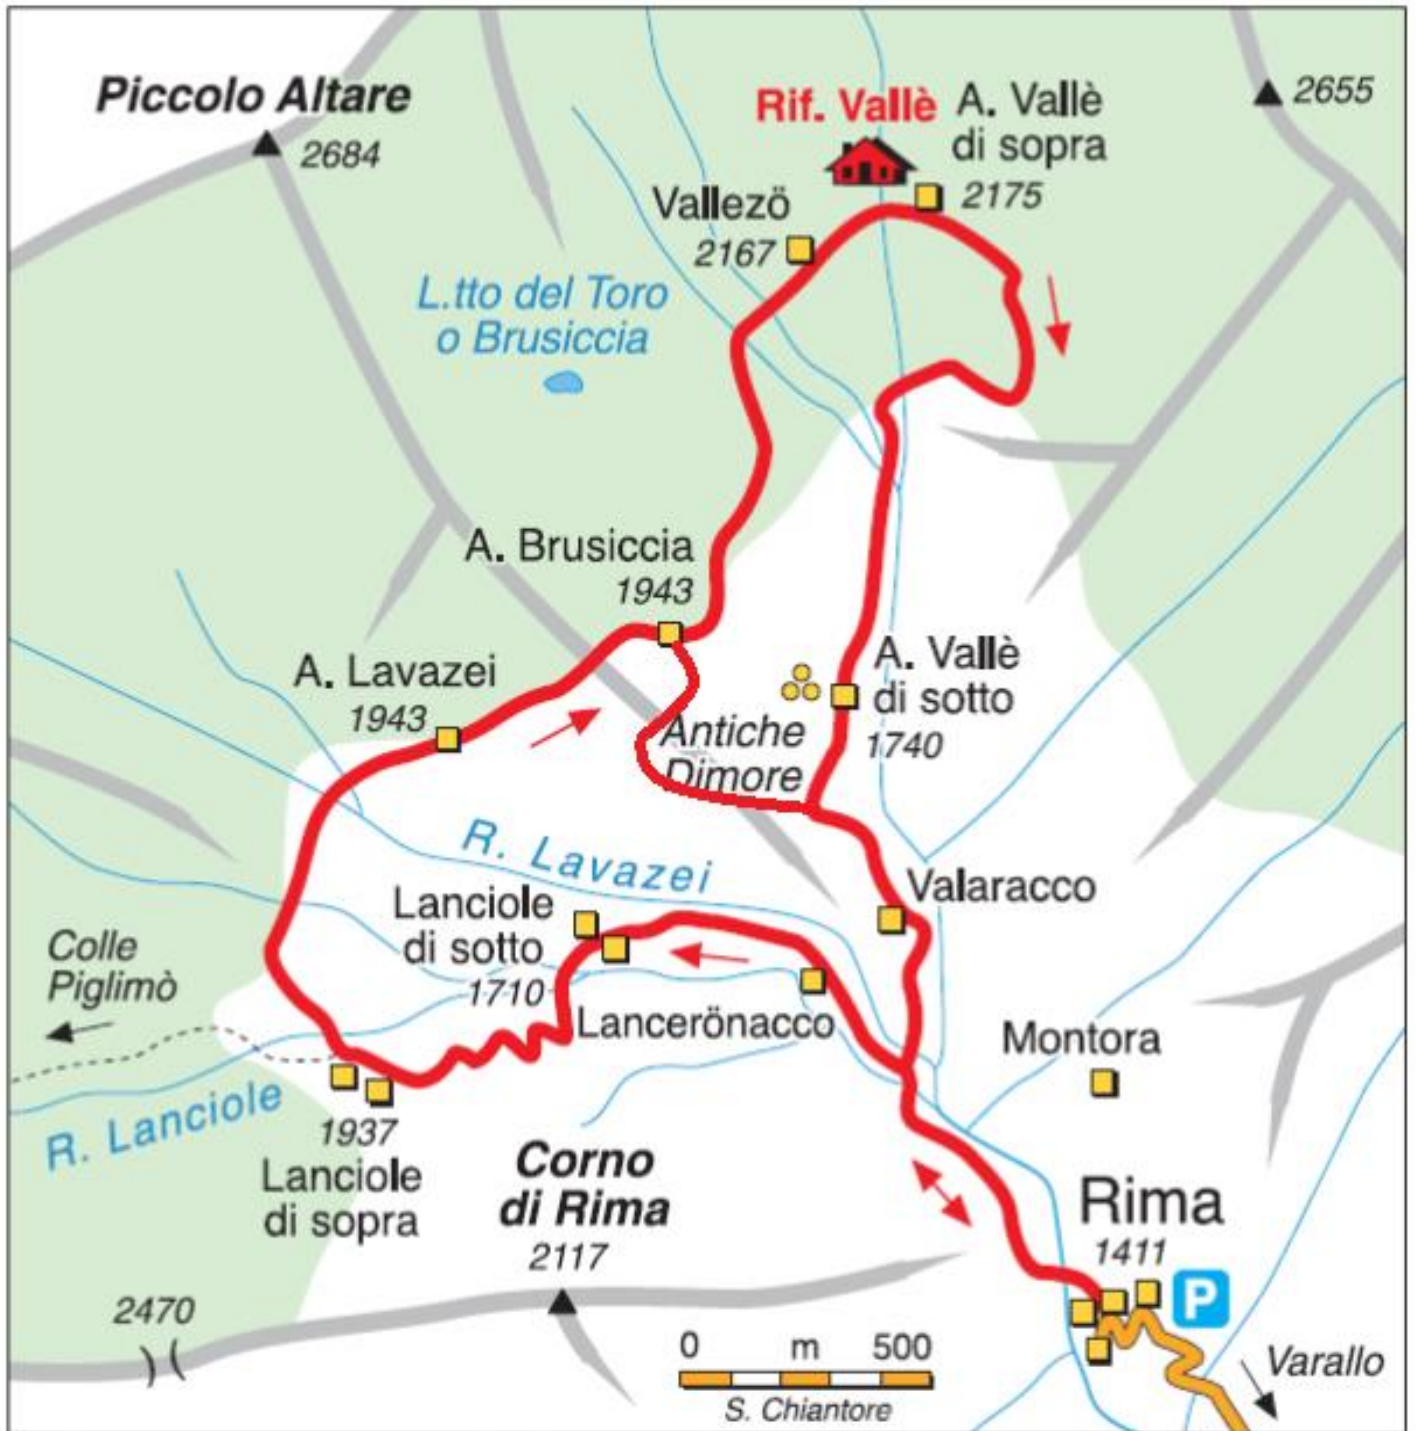 Piccolo Altare
2684
Rif. Vallè
A. Vallè
di sopra
2175
2655
Vallezö
2167
L.tto del Toro
o Brusiccia
A. Brusiccia
1943
A. Lavazei
1943
A. Vallè
di sotto
1740
Antiche
Dimore
R. Lavazei
Valaracco
Lanciole
di sotto
1710
Colle
Piglimò
Lancerönacco
Montora
R. Lanciole
1937
Lanciole
di sopra
Corno
di Rima
2117
Rima
1411
P
2470
0 m 500
S. Chiantore
Varallo